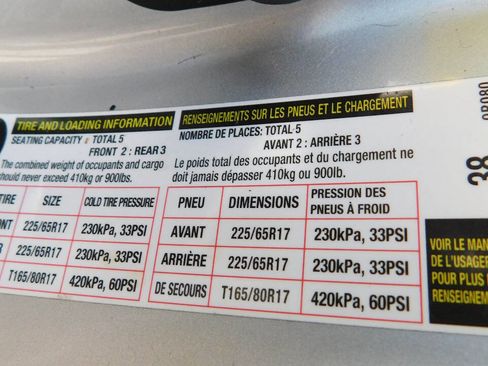 TIRE AND LOADING INFORMATION
SEATING CAPACITY : TOTAL 5
FRONT 2 : REAR 3
The combined weight of occupants and cargo
should never exceed 410kg or 900lbs.
TIRE SIZE COLD TIRE PRESSURE
225/65R17 230kPa, 33PSI
225/65R17 230kPa, 33PSI
T165/80R17 420kPa, 60PSI
RENSEIGNEMENTS SUR LES PNEUS ET LE CHARGEMENT
NOMBRE DE PLACES: TOTAL 5
AVANT 2 : ARRIÈRE 3
Le poids total des occupants et du chargement ne
doit jamais dépasser 410kg ou 900lb.
PNEU DIMENSIONS PRESSION DES
PNEUS À FROID
AVANT 225/65R17 230kPa, 33PSI
ARRIÈRE 225/65R17 230kPa, 33PSI
DE SECOURS T165/80R17 420kPa, 60PSI
38
VOIR LE MAN
DE L'USAGE
POUR PLUS
RENSEIGNEM